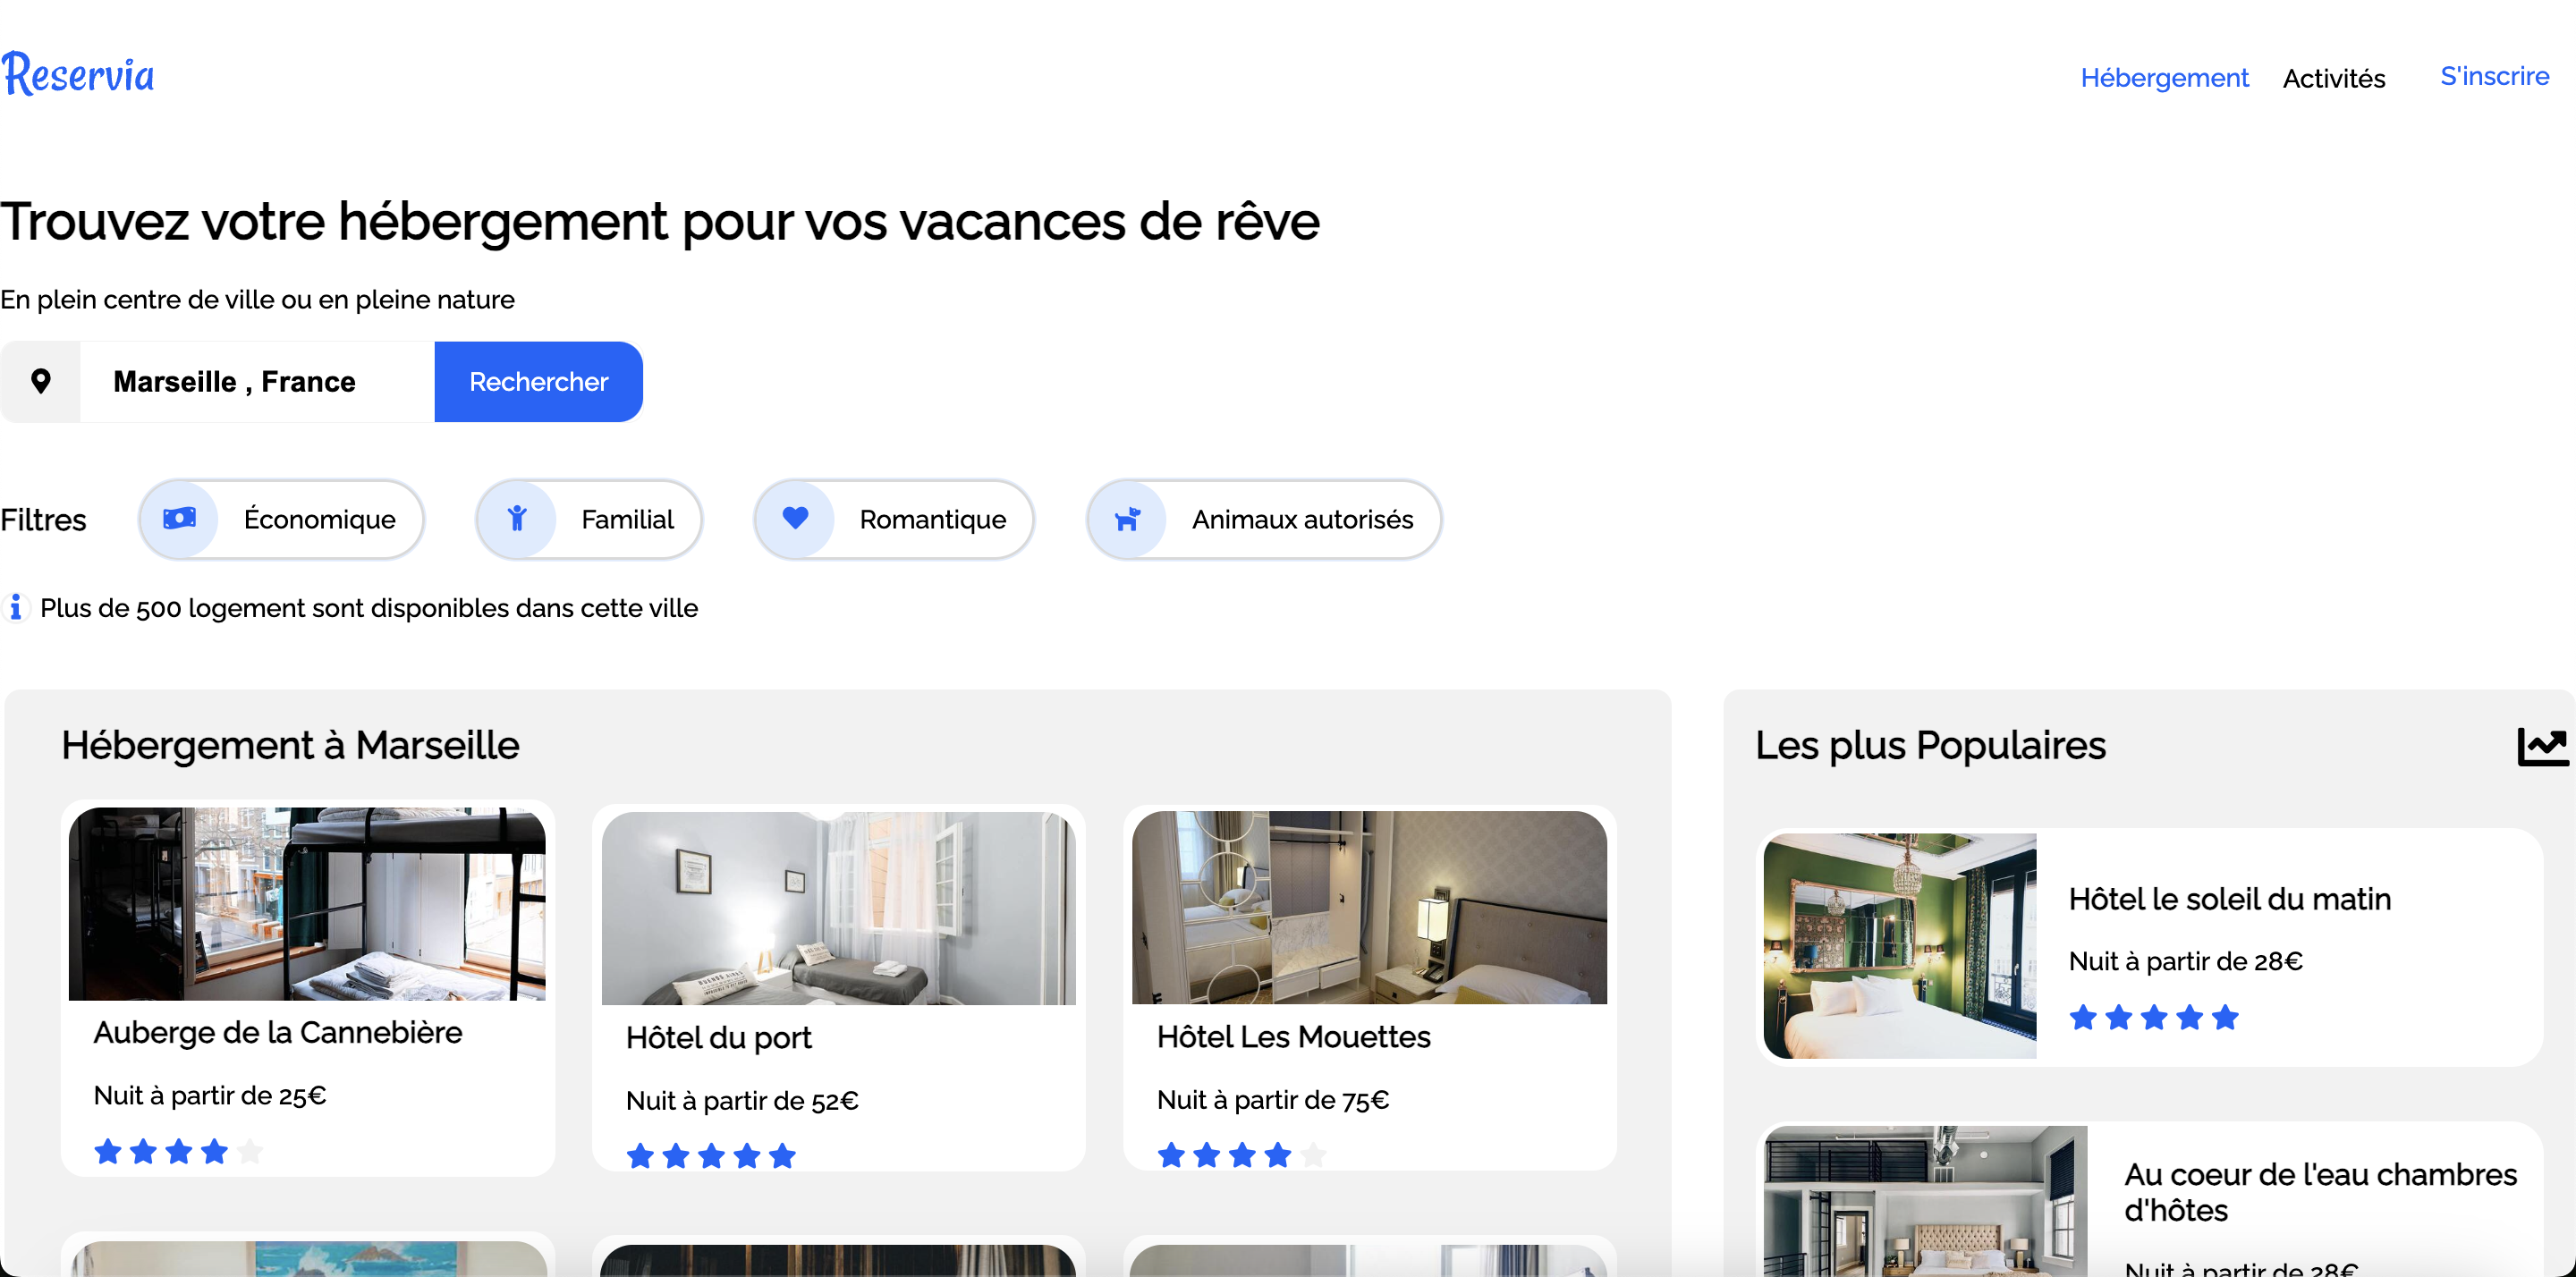 Reservia
Hébergement
Activités
S'inscrire
Trouvez votre hébergement pour vos vacances de rêve
En plein centre de ville ou en pleine nature
Marseille , France
Rechercher
Filtres
Économique
Familial
Romantique
Animaux autorisés
Plus de 500 logement sont disponibles dans cette ville
Hébergement à Marseille
Auberge de la Cannebière
Nuit à partir de 25€
Hôtel du port
Nuit à partir de 52€
Hôtel Les Mouettes
Nuit à partir de 75€
Les plus Populaires
Hôtel le soleil du matin
Nuit à partir de 28€
Au coeur de l'eau chambres
d'hôtes
Nuit à partir de 28€